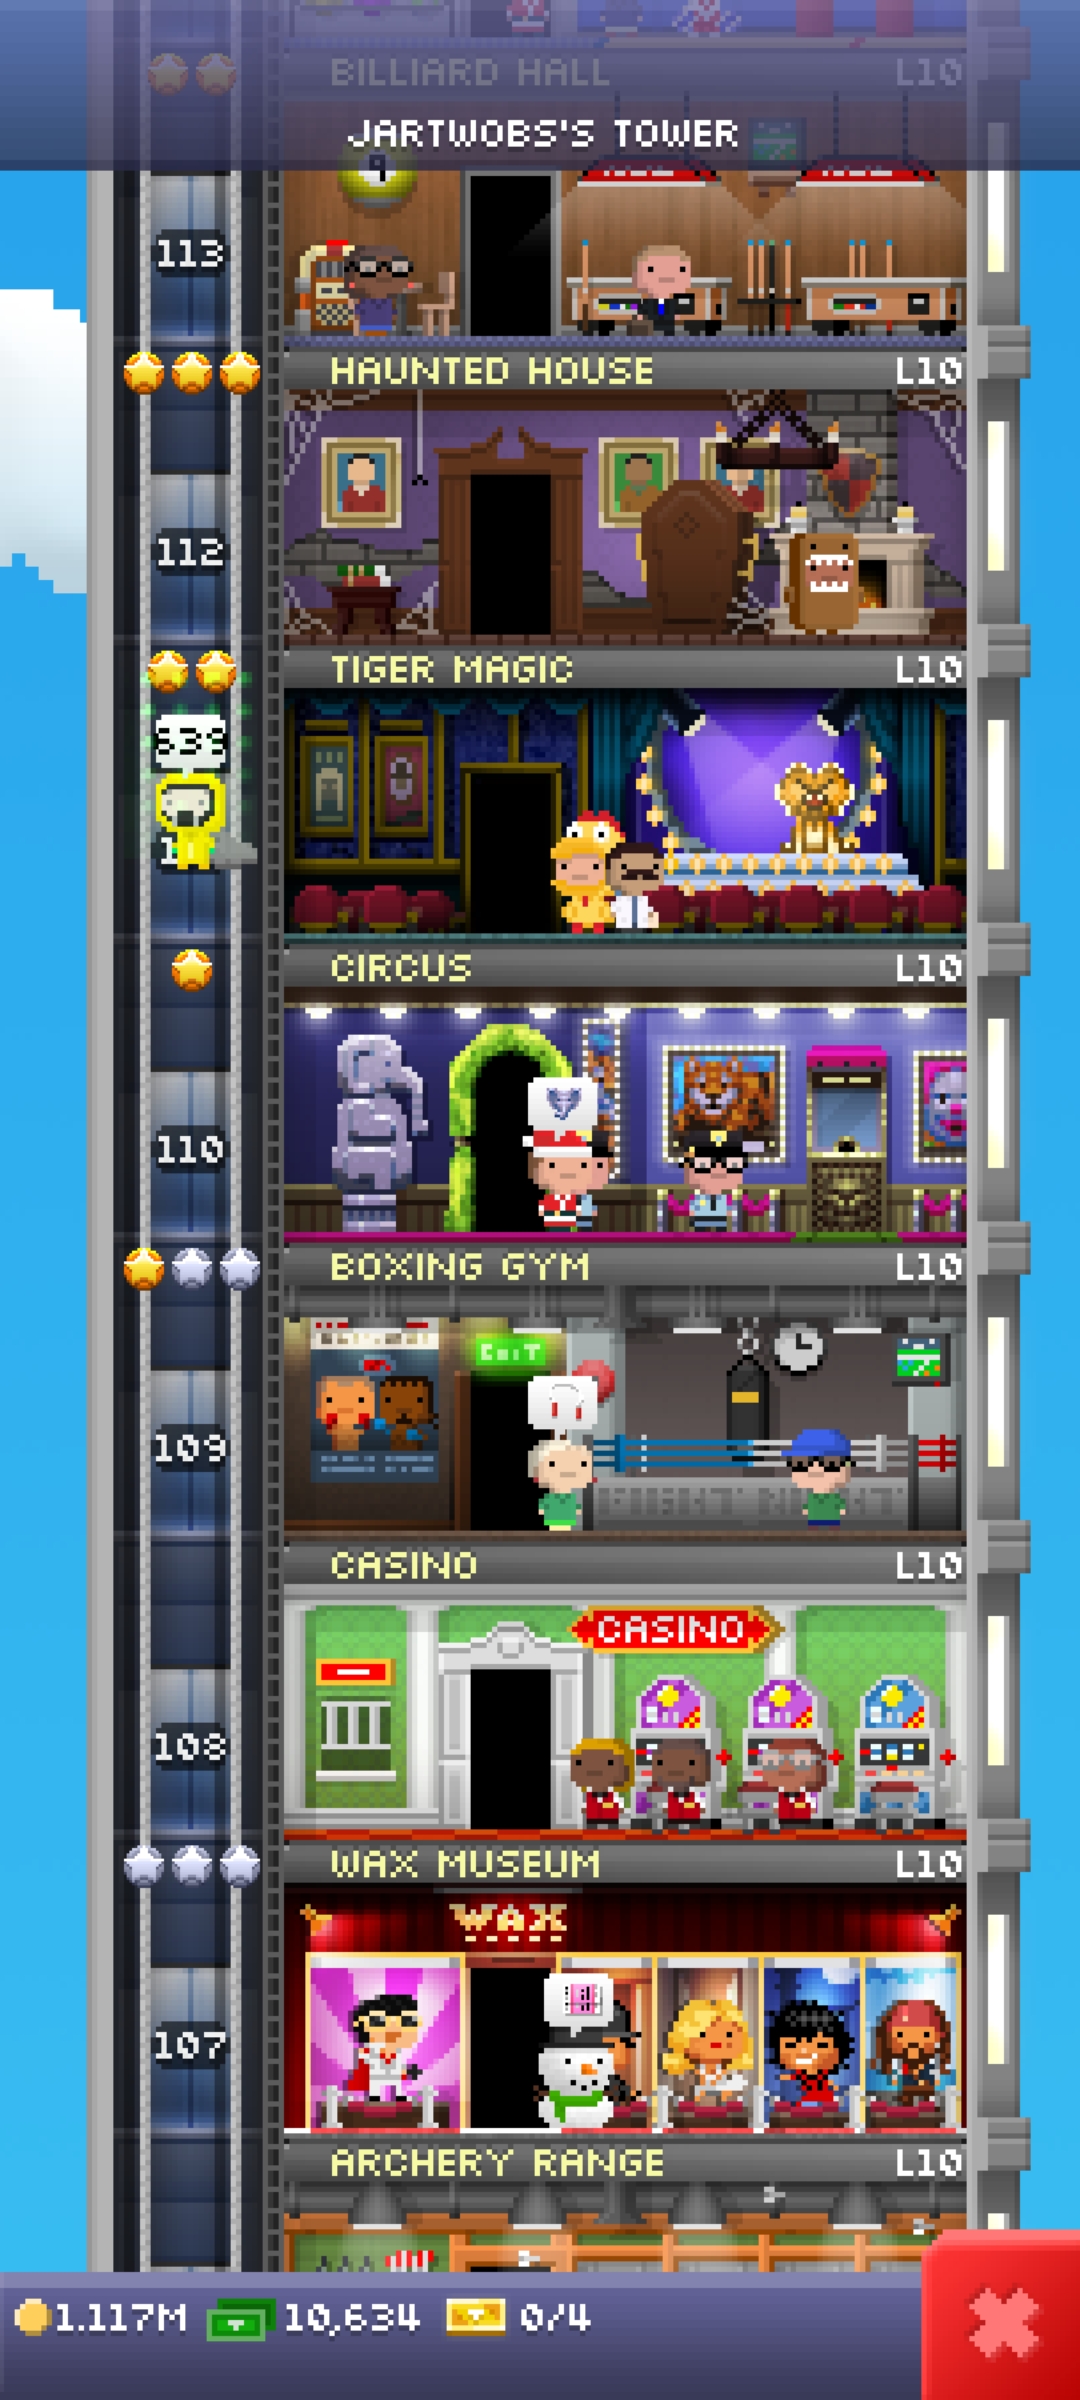 BILLIARD HALL L10
JARTWOBS'S TOWER
9
113
HAUNTED HOUSE L10
112
TIGER MAGIC L10
639
CIRCUS L10
110
BOXING GYM L10
EXIT
109
CASINO L10
CASINO
108
WAX MUSEUM L10
WAX
107
ARCHERY RANGE L10
1.117M 10,634 0/4